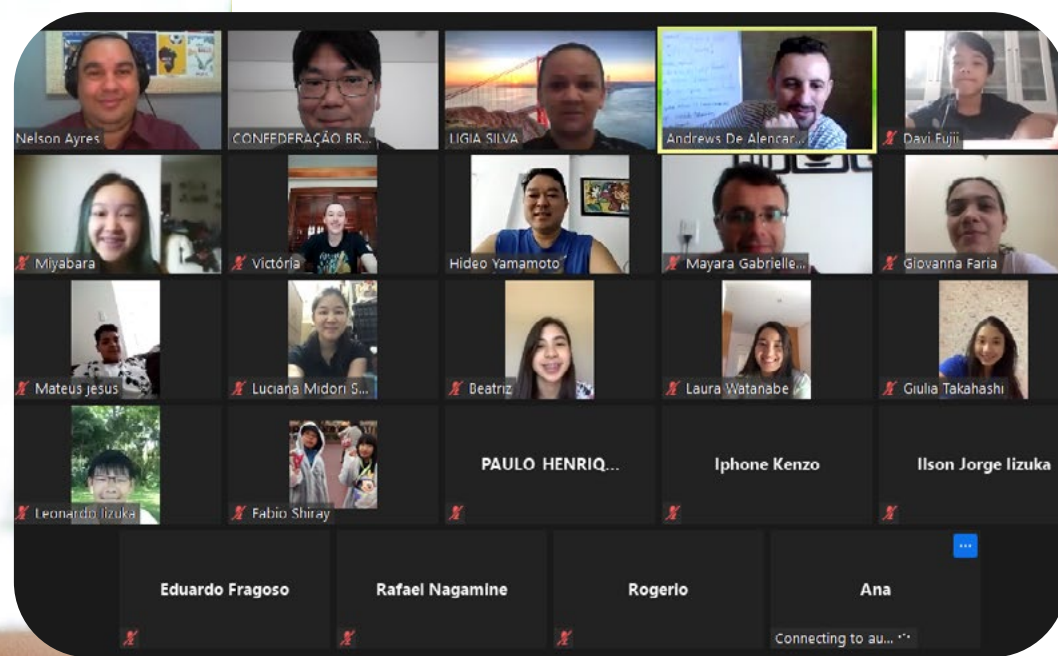 Nelson Ayres
CONFEDERAÇÃO BR...
LIGIA SILVA
Andrews De Alencar...
Davi Fujii
Miyabara
Victória
Hideo Yamamoto
Mayara Gabrielle...
Giovanna Faria
Mateus jesus
Luciana Midori S...
Beatriz
Laura Watanabe
Giulia Takahashi
Leonardo Iizuka
Fabio Shiray
PAULO HENRIQ...
Iphone Kenzo
Ilson Jorge Iizuka
Eduardo Fragoso
Rafael Nagamine
Rogerio
Ana
Connecting to au...